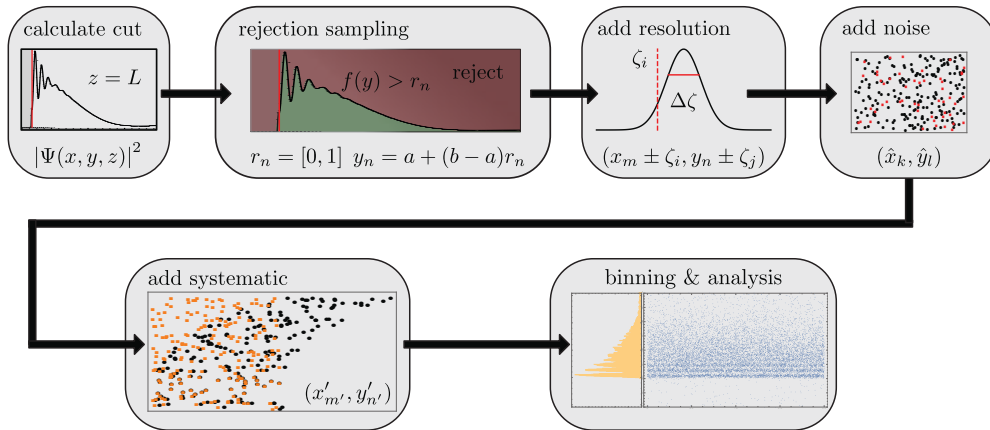 calculate cut
z = L
|Ψ(x, y, z)|²
rejection sampling
f(y) > rₙ
reject
rₙ = [0, 1] yₙ = a + (b − a)rₙ
add resolution
ζᵢ
Δζ
(xₘ ± ζᵢ, yₙ ± ζⱼ)
add noise
(x̂ₖ, ŷₗ)
add systematic
(x′ₘ′, y′ₙ′)
binning & analysis